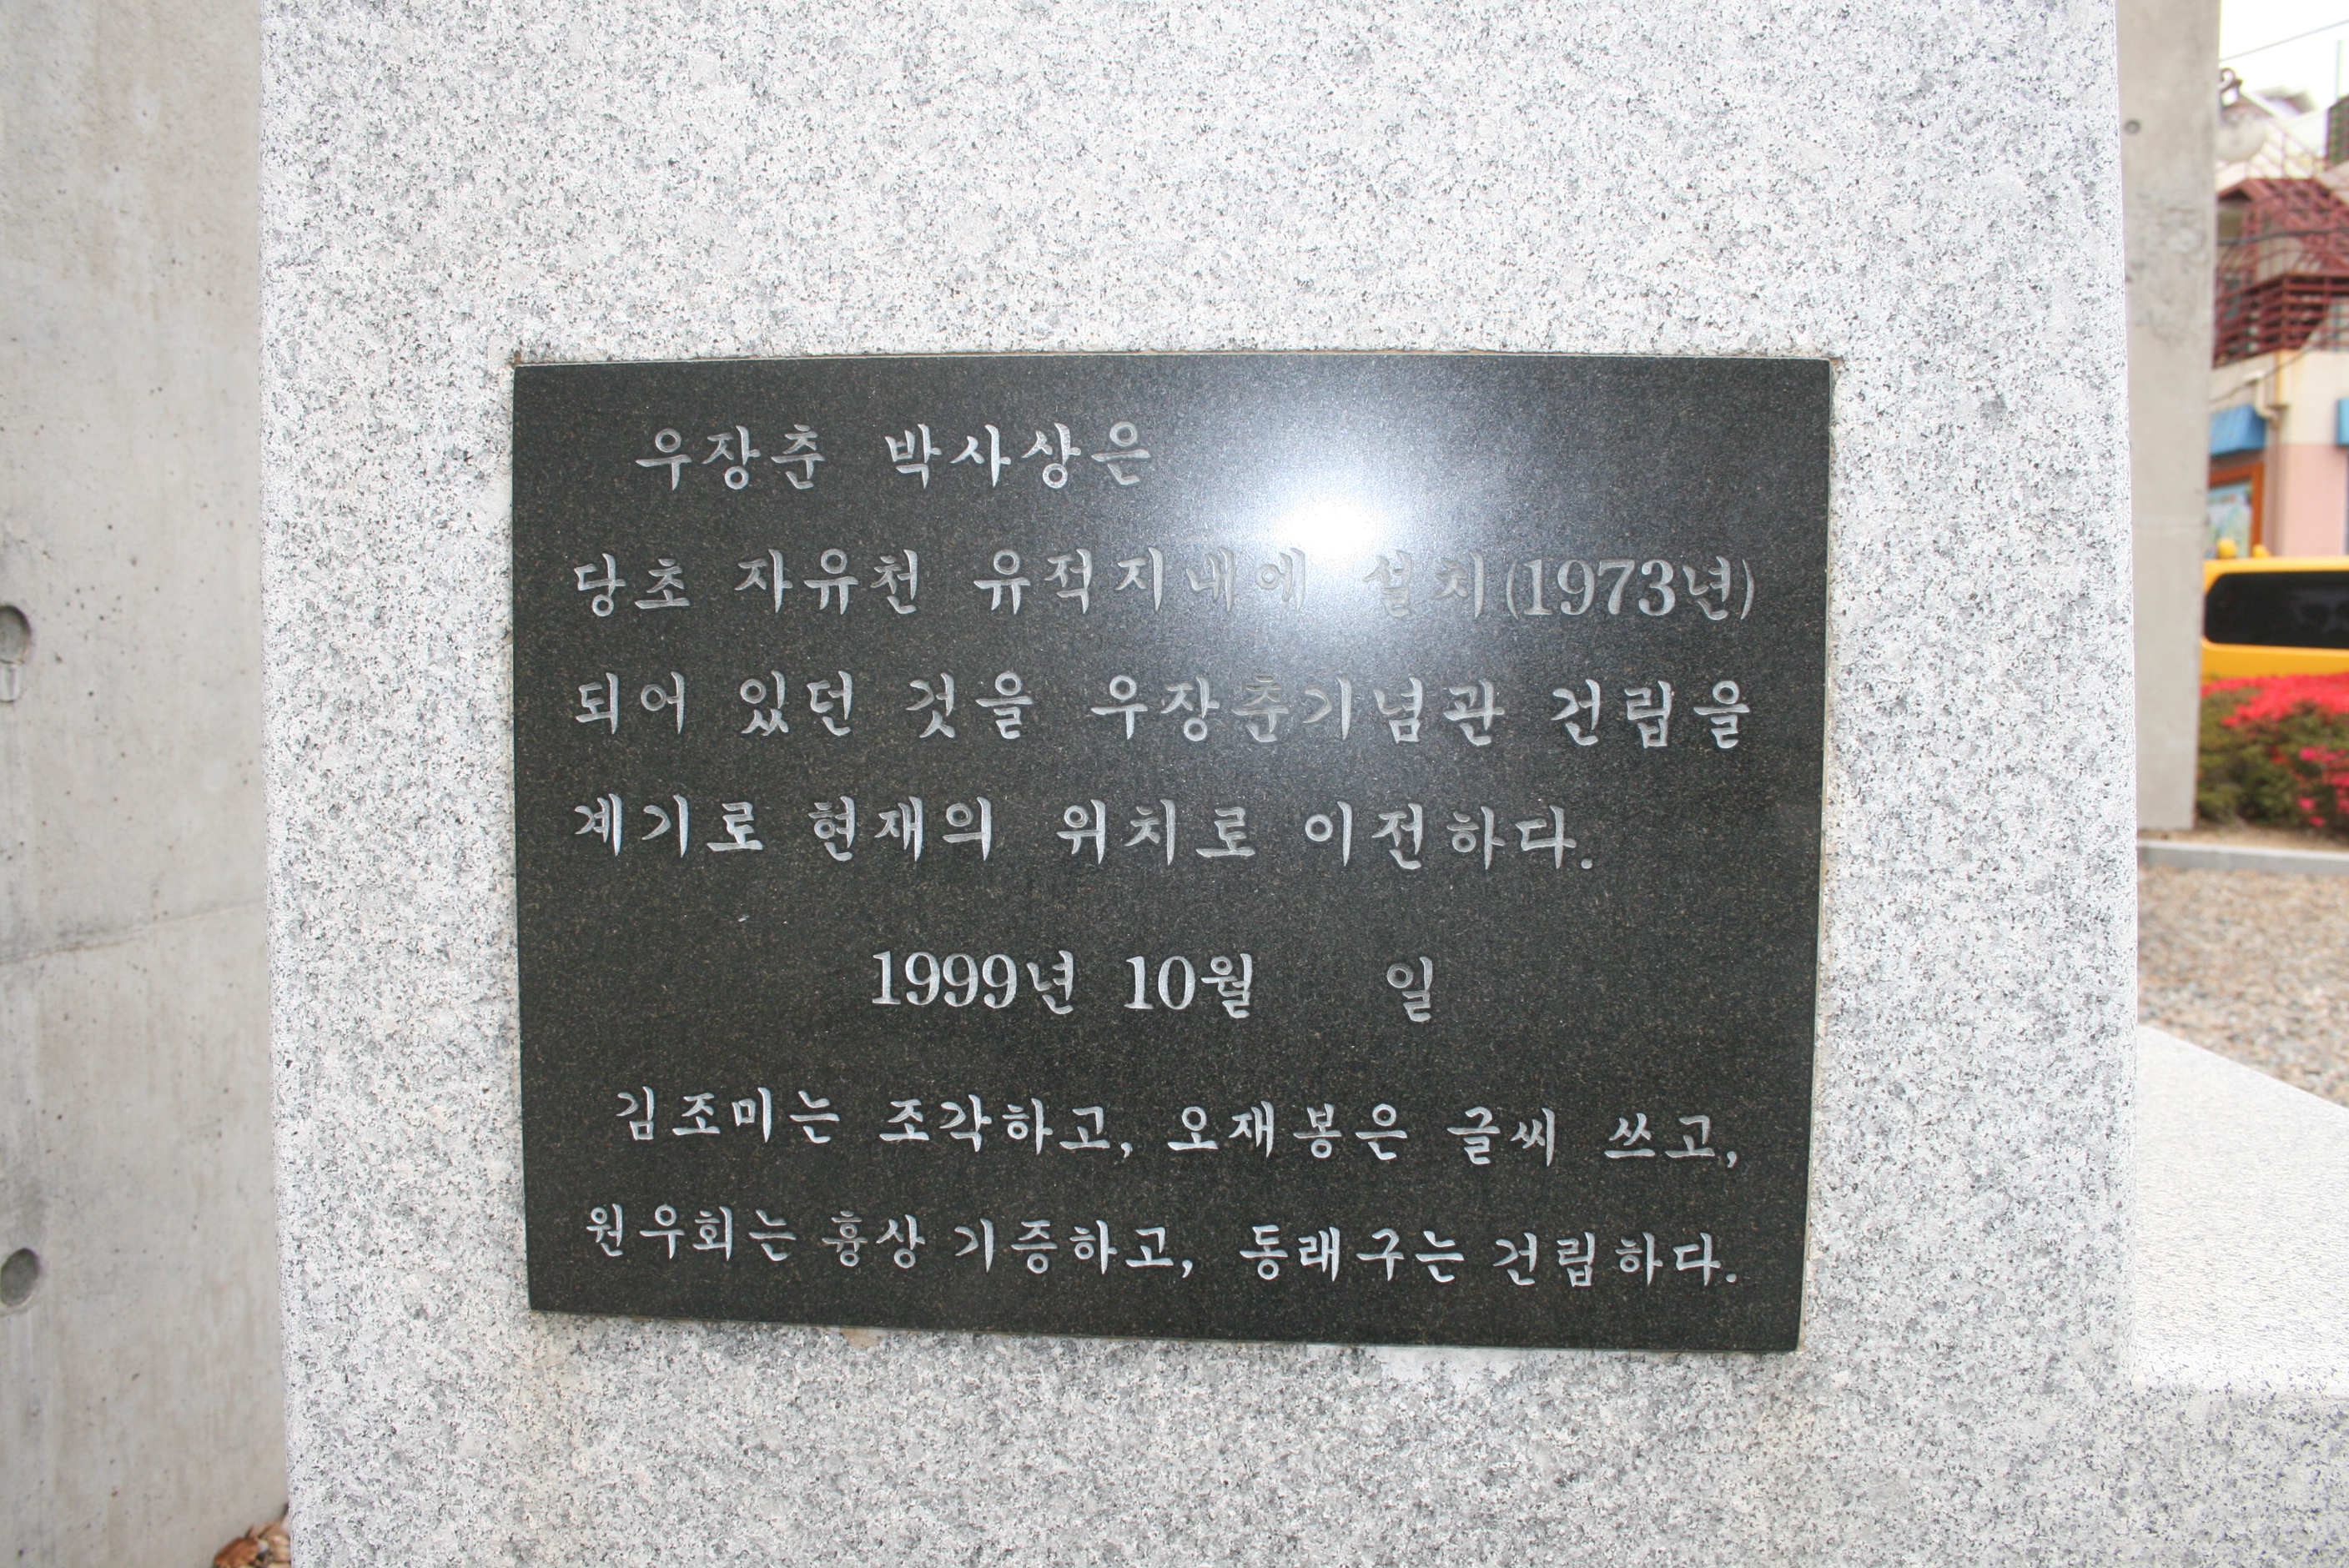 우장춘 박사상은
당초 자유천 유적지내에 설치(1973년)
되어 있던 것을 우장춘기념관 건립을
계기로 현재의 위치로 이전하다.
1999년 10월 일
김조미는 조각하고, 오재봉은 글씨 쓰고,
원우회는 흉상 기증하고, 동래구는 건립하다.